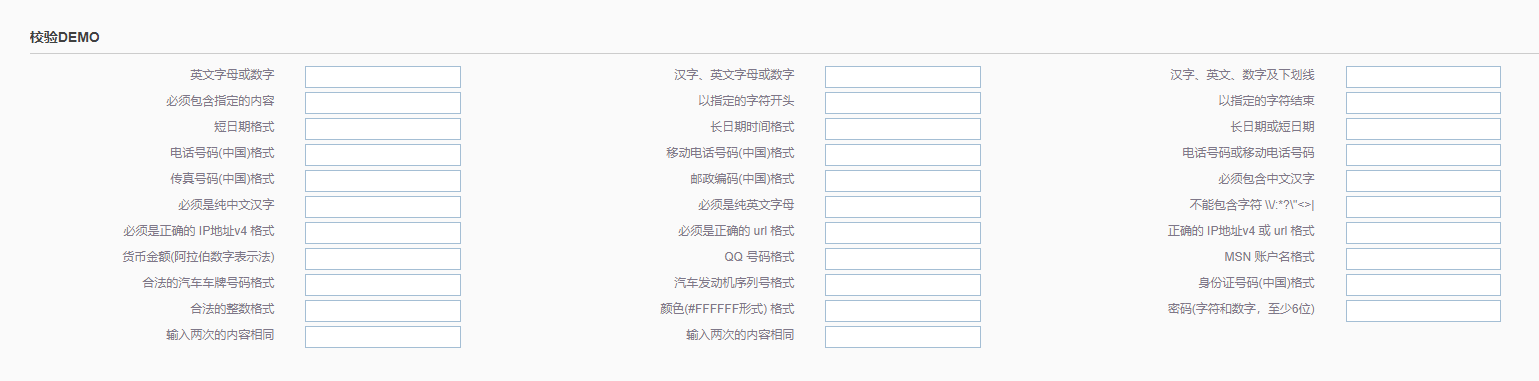 校验DEMO
英文字母或数字 汉字、英文字母或数字 汉字、英文、数字及下划线
必须包含指定的内容 以指定的字符开头 以指定的字符结束
短日期格式 长日期时间格式 长日期或短日期
电话号码(中国)格式 移动电话号码(中国)格式 电话号码或移动电话号码
传真号码(中国)格式 邮政编码(中国)格式 必须包含中文汉字
必须是纯中文汉字 必须是纯英文字母 不能包含字符 \\/:*?\"<>|
必须是正确的 IP地址v4 格式 必须是正确的 url 格式 正确的 IP地址v4 或 url 格式
货币金额(阿拉伯数字表示法) QQ 号码格式 MSN 账户名格式
合法的汽车车牌号码格式 汽车发动机序列号格式 身份证号码(中国)格式
合法的整数格式 颜色(#FFFFFF形式) 格式 密码(字符和数字，至少6位)
输入两次的内容相同 输入两次的内容相同